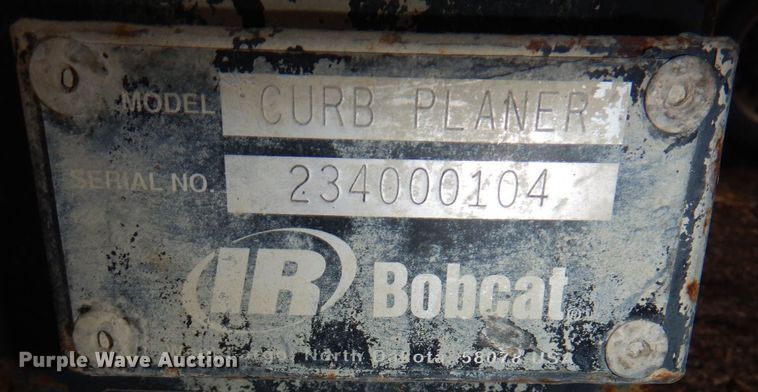 MODEL CURB PLANER
SERIAL NO. 234000104
IR Bobcat®
North Dakota, 58078 USA
Purple Wave Auction